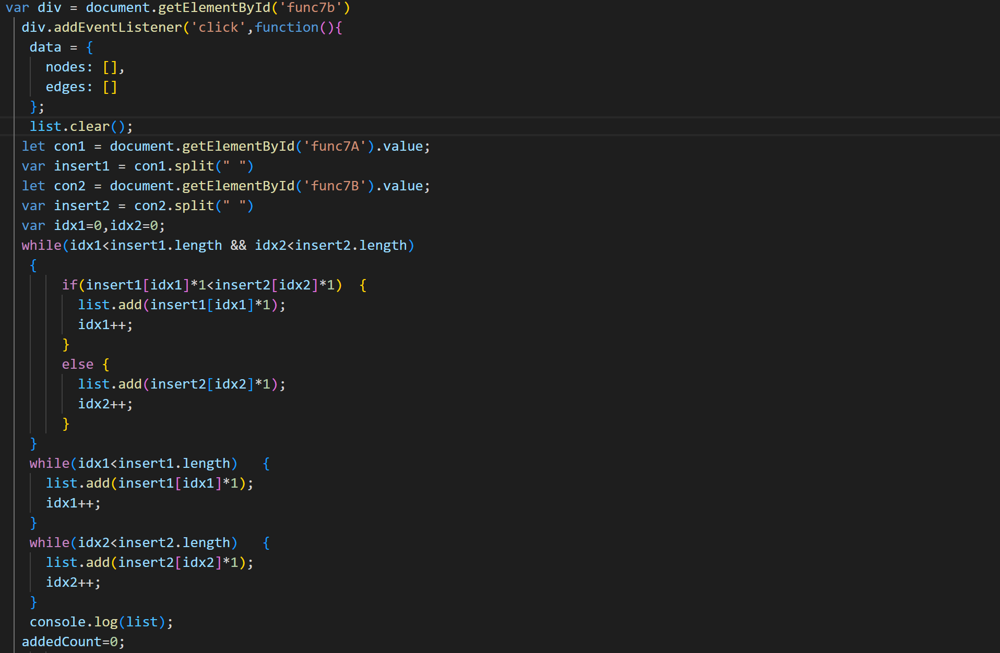 var div = document.getElementById('func7b')
div.addEventListener('click',function(){
data = {
nodes: [],
edges: []
};
list.clear();
let con1 = document.getElementById('func7A').value;
var insert1 = con1.split(" ")
let con2 = document.getElementById('func7B').value;
var insert2 = con2.split(" ")
var idx1=0,idx2=0;
while(idx1<insert1.length && idx2<insert2.length)
{
if(insert1[idx1]*1<insert2[idx2]*1)  {
list.add(insert1[idx1]*1);
idx1++;
}
else {
list.add(insert2[idx2]*1);
idx2++;
}
}
while(idx1<insert1.length)   {
list.add(insert1[idx1]*1);
idx1++;
}
while(idx2<insert2.length)   {
list.add(insert2[idx2]*1);
idx2++;
}
console.log(list);
addedCount=0;